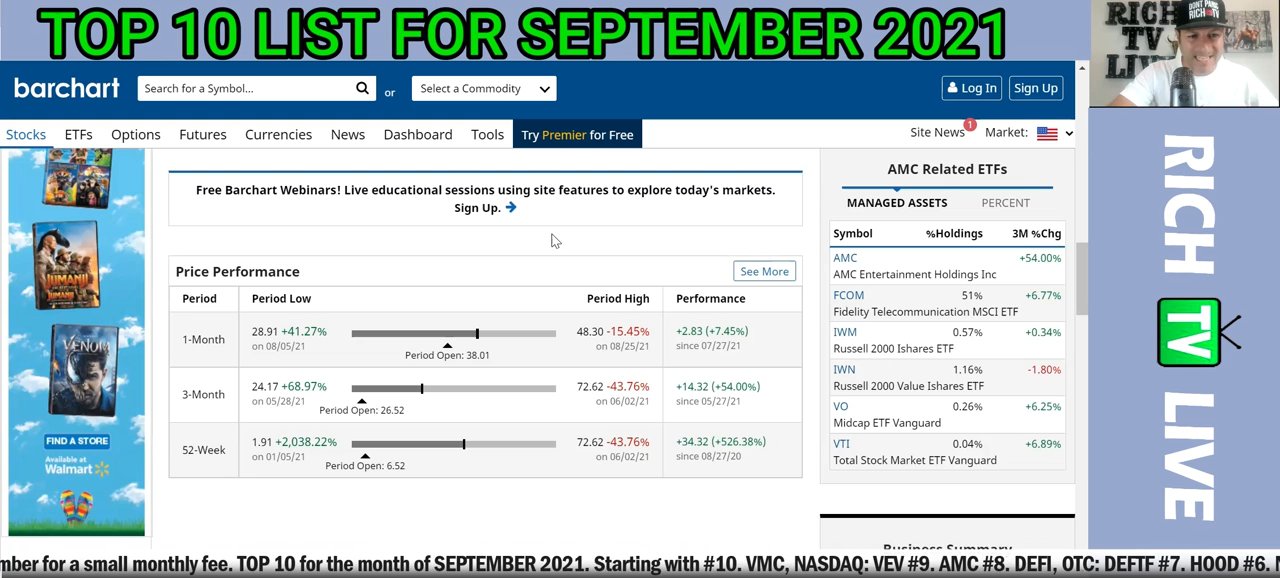 TOP 10 LIST FOR SEPTEMBER 2021
DON'T PANIC
RICH TV
RICH
TV
LIVE
barchart
Search for a Symbol...
or
Select a Commodity
Log In
Sign Up
Stocks
ETFs
Options
Futures
Currencies
News
Dashboard
Tools
Try Premier for Free
Site News 1
Market:
Free Barchart Webinars! Live educational sessions using site features to explore today's markets.
Sign Up. →
Price Performance
See More
Period Period Low Period High Performance
1-Month
28.91 +41.27%
on 08/05/21
Period Open: 38.01
48.30 -15.45%
on 08/25/21
+2.83 (+7.45%)
since 07/27/21
3-Month
24.17 +68.97%
on 05/28/21
Period Open: 26.52
72.62 -43.76%
on 06/02/21
+14.32 (+54.00%)
since 05/27/21
52-Week
1.91 +2,038.22%
on 01/05/21
Period Open: 6.52
72.62 -43.76%
on 06/02/21
+34.32 (+526.38%)
since 08/27/20
AMC Related ETFs
MANAGED ASSETS PERCENT
Symbol %Holdings 3M %Chg
AMC +54.00%
AMC Entertainment Holdings Inc
FCOM 51% +6.77%
Fidelity Telecommunication MSCI ETF
IWM 0.57% +0.34%
Russell 2000 Ishares ETF
IWN 1.16% -1.80%
Russell 2000 Value Ishares ETF
VO 0.26% +6.25%
Midcap ETF Vanguard
VTI 0.04% +6.89%
Total Stock Market ETF Vanguard
Business Summary
JUMANJI
VENOM
FIND A STORE
Available at
Walmart
RICH
TV
LIVE
mber for a small monthly fee. TOP 10 for the month of SEPTEMBER 2021. Starting with #10. VMC, NASDAQ: VEV #9. AMC #8. DEFI, OTC: DEFTF #7. HOOD #6.